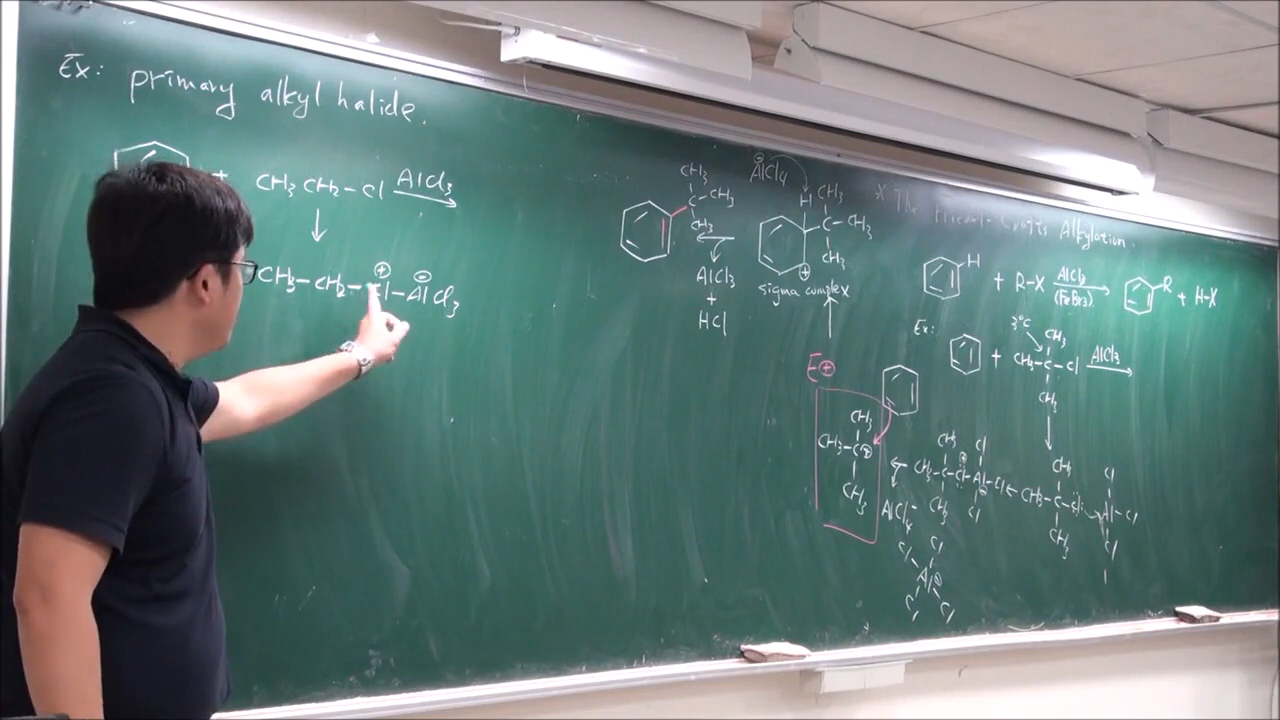 Ex: primary alkyl halide.
+ CH3 CH2-Cl AlCl3
CH3-CH2-Cl⊕-Al⊖Cl3
CH3
C-CH3
CH3
AlCl3
+
HCl
⊖AlCl4
H CH3
C-CH3
CH3
⊕
sigma complex
E⊕
CH3
CH3-C⊕
CH3
* The Friedel-Crafts Alkylation.
H + R-X AlCl3 R + H-X
(FeBr3)
Ex:
3°C CH3
+ CH3-C-Cl AlCl3
CH3
CH3 Cl
CH3-C-Cl⊕-Al⊖-Cl
CH3 Cl
CH3 Cl
CH3-C-Cl: Al-Cl
CH3 Cl
AlCl4-
Cl Cl
Al⊖
Cl Cl